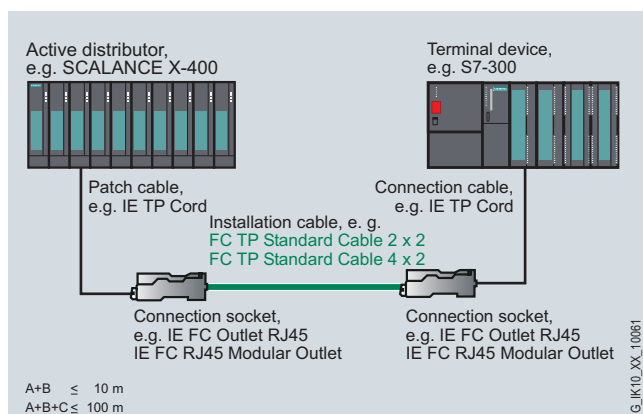 Active distributor,
e.g. SCALANCE X-400
Terminal device,
e.g. S7-300
Patch cable,
e.g. IE TP Cord
Connection cable,
e.g. IE TP Cord
Installation cable, e. g.
FC TP Standard Cable 2 x 2
FC TP Standard Cable 4 x 2
Connection socket,
e.g. IE FC Outlet RJ45
IE FC RJ45 Modular Outlet
Connection socket,
e.g. IE FC Outlet RJ45
IE FC RJ45 Modular Outlet
A+B ≤ 10 m
A+B+C ≤ 100 m
G_IK10_XX_10061